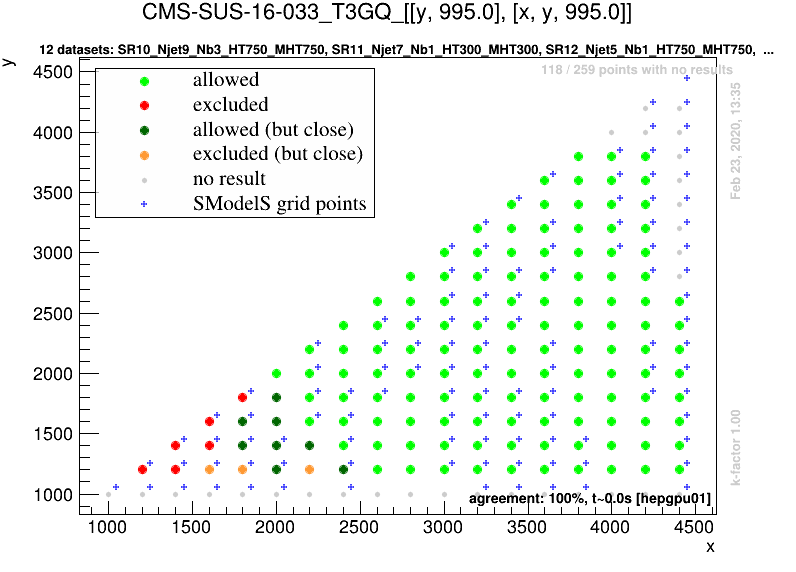 CMS-SUS-16-033_T3GQ_[[y, 995.0], [x, y, 995.0]]
12 datasets: SR10_Njet9_Nb3_HT750_MHT750, SR11_Njet7_Nb1_HT300_MHT300, SR12_Njet5_Nb1_HT750_MHT750, ...
y
118 / 259 points with no results
allowed
excluded
allowed (but close)
excluded (but close)
no result
SModelS grid points
Feb 23, 2020, 13:35
4500
4000
3500
3000
2500
2000
1500
1000
k-factor 1.00
agreement: 100%, t~0.0s [hepgpu01]
1000 1500 2000 2500 3000 3500 4000 4500
x